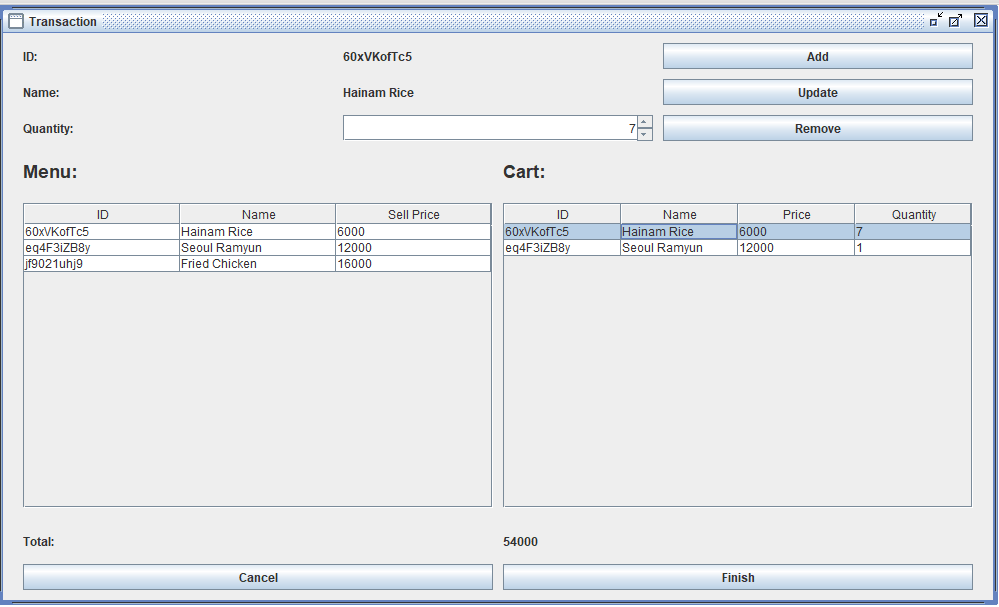 Transaction
ID: 60xVKofTc5 Add
Name: Hainam Rice Update
Quantity: 7 Remove
Menu: Cart:
ID Name Sell Price ID Name Price Quantity
60xVKofTc5 Hainam Rice 6000 60xVKofTc5 Hainam Rice 6000 7
eq4F3iZB8y Seoul Ramyun 12000 eq4F3iZB8y Seoul Ramyun 12000 1
jf9021uhj9 Fried Chicken 16000
Total: 54000
Cancel Finish